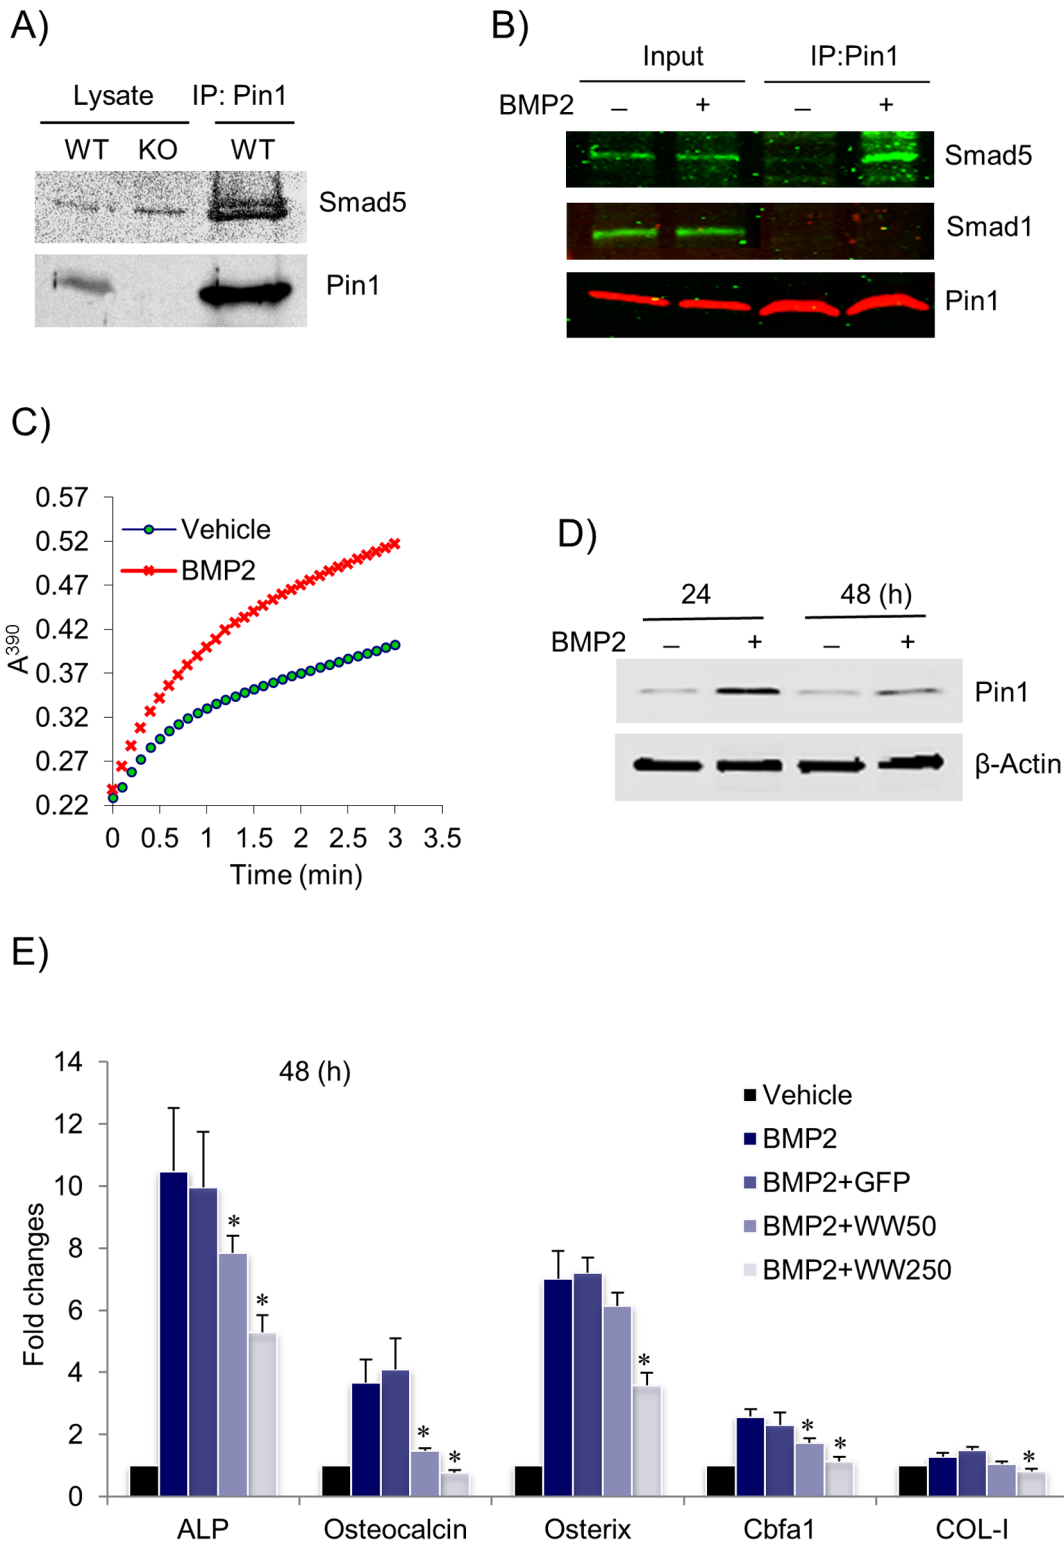 A)
Lysate IP: Pin1
WT KO WT
Smad5
Pin1
B)
Input IP:Pin1
BMP2 – + – +
Smad5
Smad1
Pin1
C)
0.57
0.52
0.47
0.42
0.37
0.32
0.27
0.22
A390
Vehicle
BMP2
0 0.5 1 1.5 2 2.5 3 3.5
Time (min)
D)
24 48 (h)
BMP2 – + – +
Pin1
β-Actin
E)
48 (h)
14
12
10
8
6
4
2
0
Fold changes
* * * * * * * *
Vehicle
BMP2
BMP2+GFP
BMP2+WW50
BMP2+WW250
ALP Osteocalcin Osterix Cbfa1 COL-I